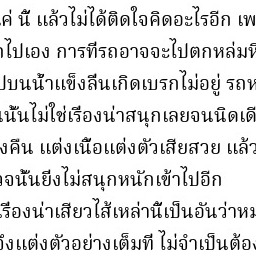 ค่ นี้ แล้วไม่ได้ติดใจคิดอะไรอีก
ไปเอง การที่รถอาจจะไปตกหล่มที่
บนน้ำแข็งลื่นเกิดเบรกไม่อยู่
นั้นไม่ใช่เรื่องน่าสนุกเลยจนนิดเดี
คืน แต่งเนื้อแต่งตัวเสียสวย แล้ว
จนั้นยิ่งไม่สนุกหนักเข้าไปอีก
เรื่องน่าเสียวไส้เหล่านี้เป็นอันว่าหม
จึงแต่งตัวอย่างเต็มที่ ไม่จำเป็นต้อง